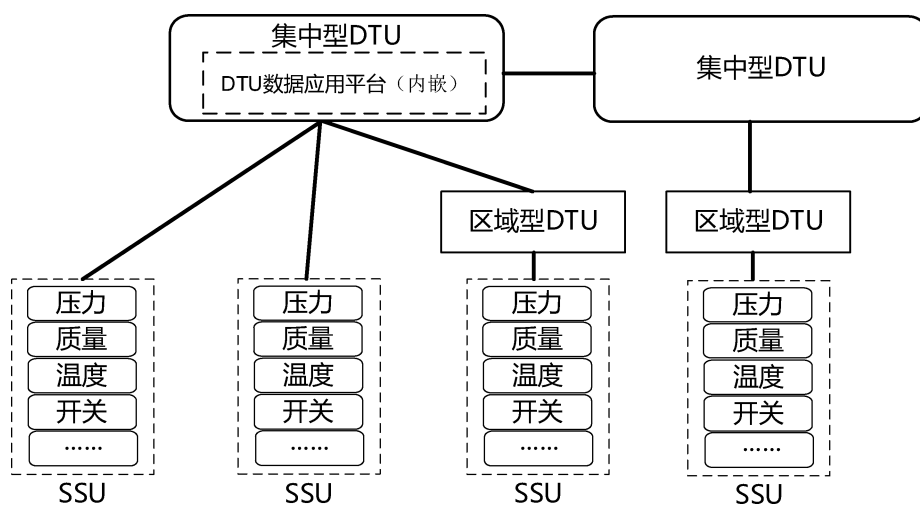 集中型DTU
DTU数据应用平台（内嵌）
集中型DTU
区域型DTU
区域型DTU
压力
质量
温度
开关
……
SSU
压力
质量
温度
开关
……
SSU
压力
质量
温度
开关
……
SSU
压力
质量
温度
开关
……
SSU